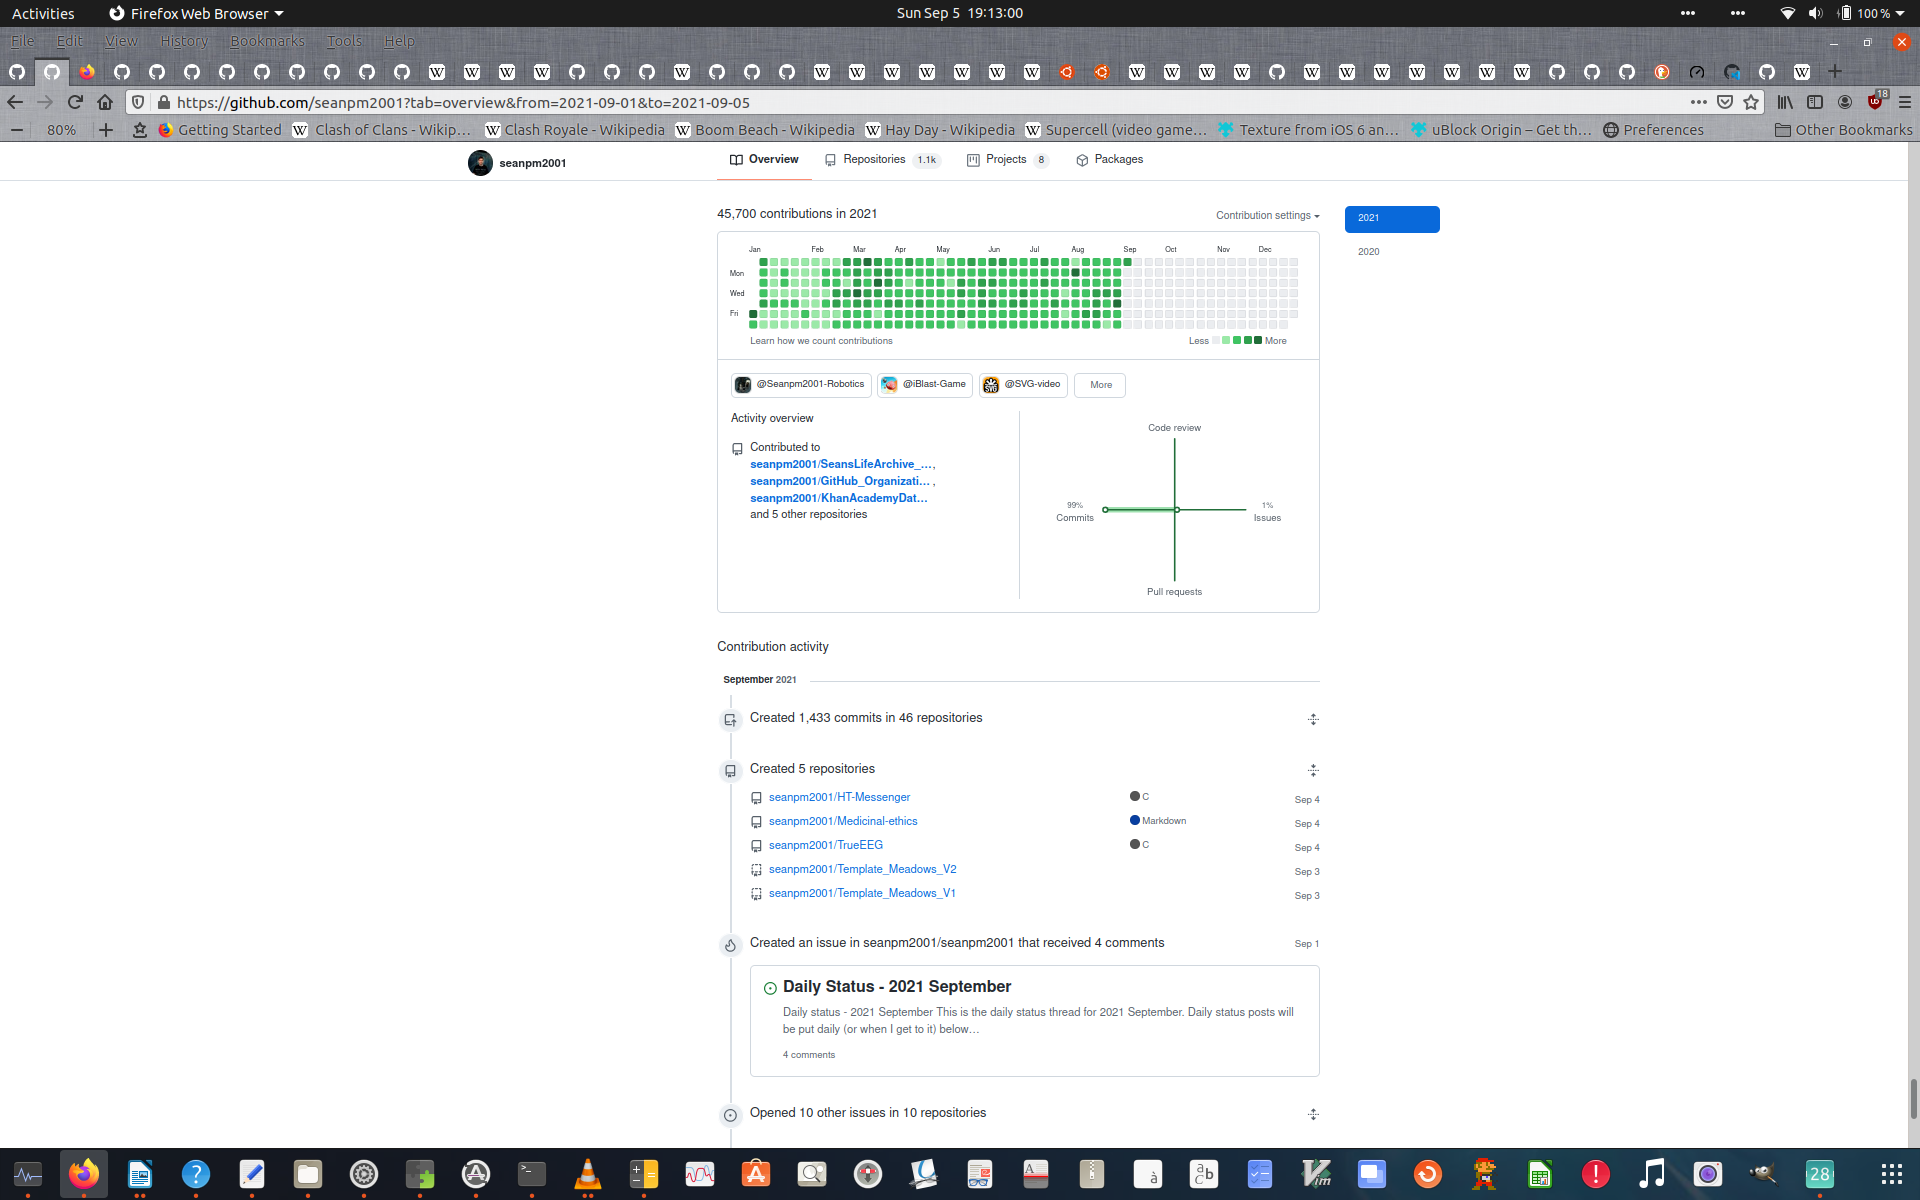 Activities
Firefox Web Browser
Sun Sep 5 19:13:00
100 %
File Edit View History Bookmarks Tools Help
https://github.com/seanpm2001?tab=overview&from=2021-09-01&to=2021-09-05
18
80%
Getting Started
Clash of Clans - Wikip…
Clash Royale - Wikipedia
Boom Beach - Wikipedia
Hay Day - Wikipedia
Supercell (video game…
Texture from iOS 6 an…
uBlock Origin – Get th…
Preferences
Other Bookmarks
seanpm2001
Overview
Repositories 1.1k
Projects 8
Packages
45,700 contributions in 2021
Contribution settings
2021
2020
Jan Feb Mar Apr May Jun Jul Aug Sep Oct Nov Dec
Mon
Wed
Fri
Learn how we count contributions
Less More
@Seanpm2001-Robotics
@iBlast-Game
SVG
@SVG-video
More
Activity overview
Contributed to
seanpm2001/SeansLifeArchive_…,
seanpm2001/GitHub_Organizati… ,
seanpm2001/KhanAcademyDat…
and 5 other repositories
Code review
99%
Commits
1%
Issues
Pull requests
Contribution activity
September 2021
Created 1,433 commits in 46 repositories
Created 5 repositories
seanpm2001/HT-Messenger C Sep 4
seanpm2001/Medicinal-ethics Markdown Sep 4
seanpm2001/TrueEEG C Sep 4
seanpm2001/Template_Meadows_V2 Sep 3
seanpm2001/Template_Meadows_V1 Sep 3
Created an issue in seanpm2001/seanpm2001 that received 4 comments Sep 1
Daily Status - 2021 September
Daily status - 2021 September This is the daily status thread for 2021 September. Daily status posts will
be put daily (or when I get to it) below…
4 comments
Opened 10 other issues in 10 repositories
28